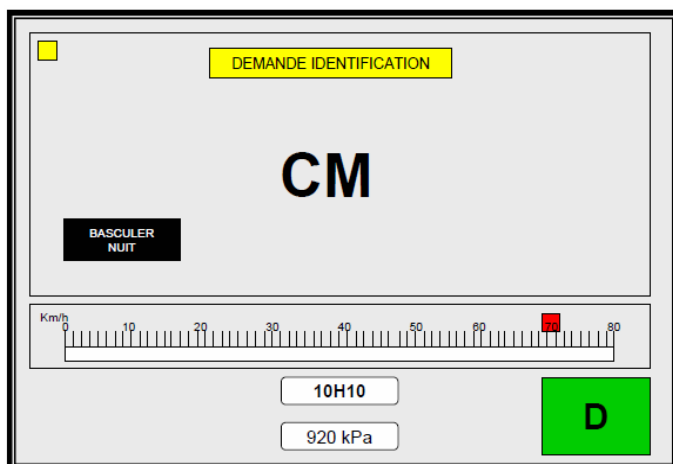 DEMANDE IDENTIFICATION
CM
BASCULER
NUIT
Km/h
0 10 20 30 40 50 60 70 80
10H10
920 kPa
D